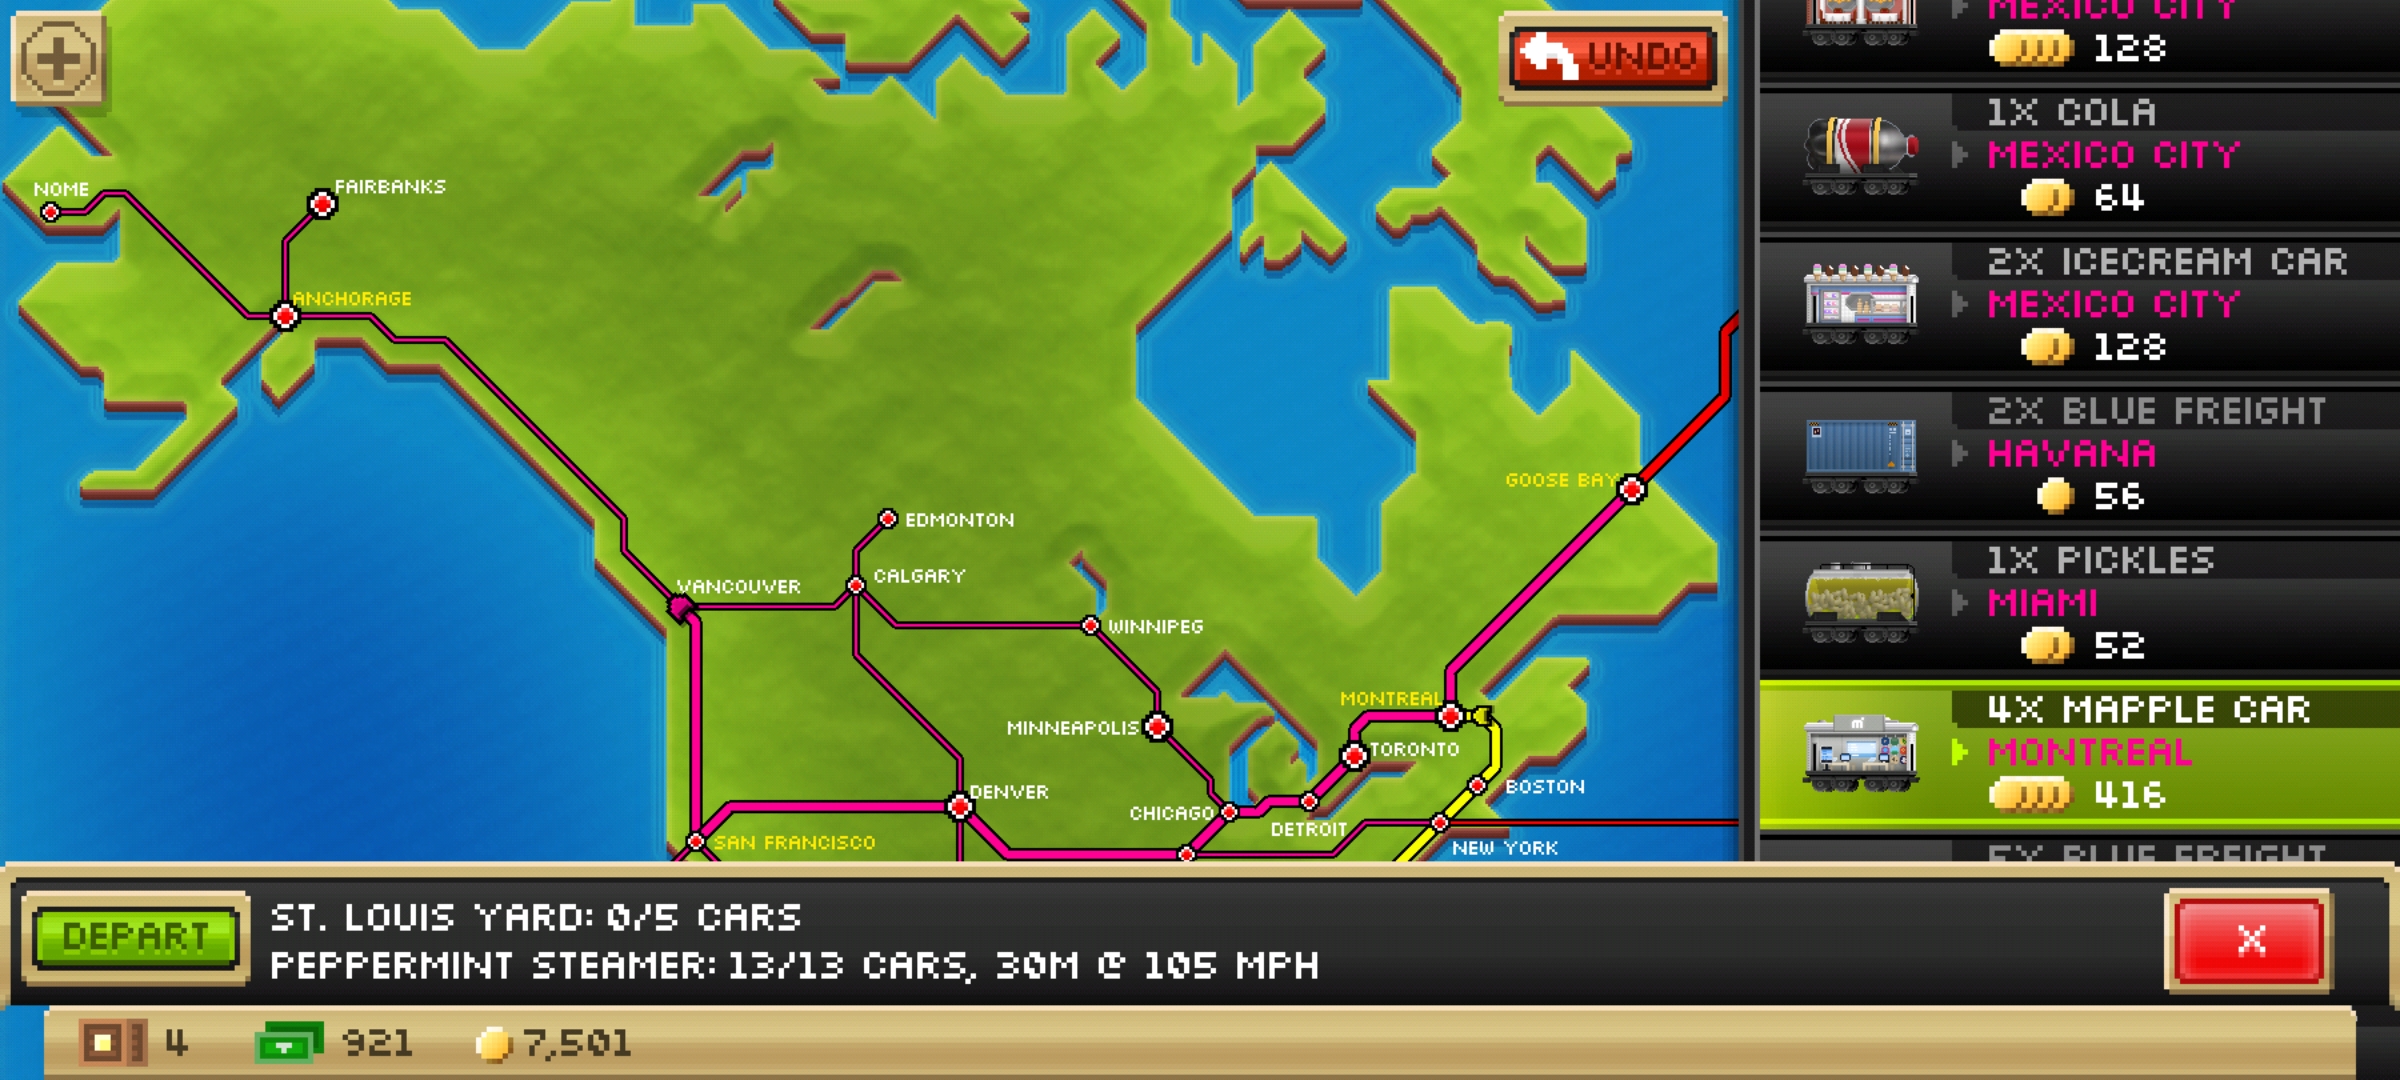 UNDO
NOME
FAIRBANKS
ANCHORAGE
GOOSE BAY
EDMONTON
CALGARY
VANCOUVER
WINNIPEG
MONTREAL
MINNEAPOLIS
TORONTO
DENVER
BOSTON
CHICAGO
DETROIT
SAN FRANCISCO
NEW YORK
MEXICO CITY
128
1X COLA
MEXICO CITY
64
2X ICECREAM CAR
MEXICO CITY
128
2X BLUE FREIGHT
HAVANA
56
1X PICKLES
MIAMI
52
4X MAPPLE CAR
m
MONTREAL
416
5X BLUE FREIGHT
DEPART
ST. LOUIS YARD: 0/5 CARS
PEPPERMINT STEAMER: 13/13 CARS, 30M @ 105 MPH
X
4
921
7,501